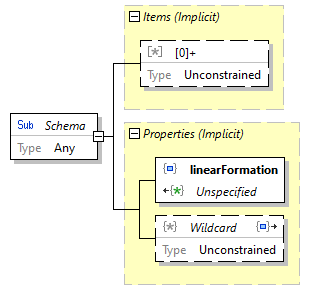 Items (Implicit)
[*] [0]+
Type Unconstrained
Sub Schema
Type Any
Properties (Implicit)
{} linearFormation
{*} Unspecified
{*} Wildcard {}
Type Unconstrained